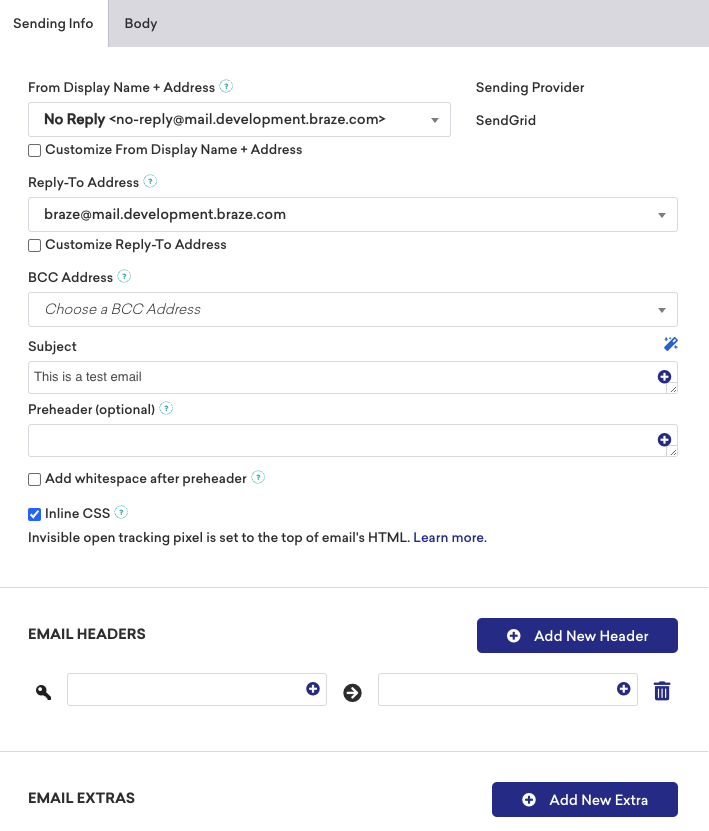 Sending Info
Body
From Display Name + Address ?
Sending Provider
No Reply <no-reply@mail.development.braze.com>
SendGrid
Customize From Display Name + Address
Reply-To Address ?
braze@mail.development.braze.com
Customize Reply-To Address
BCC Address ?
Choose a BCC Address
Subject
This is a test email
Preheader (optional) ?
Add whitespace after preheader ?
Inline CSS ?
Invisible open tracking pixel is set to the top of email's HTML. Learn more.
EMAIL HEADERS
Add New Header
EMAIL EXTRAS
Add New Extra